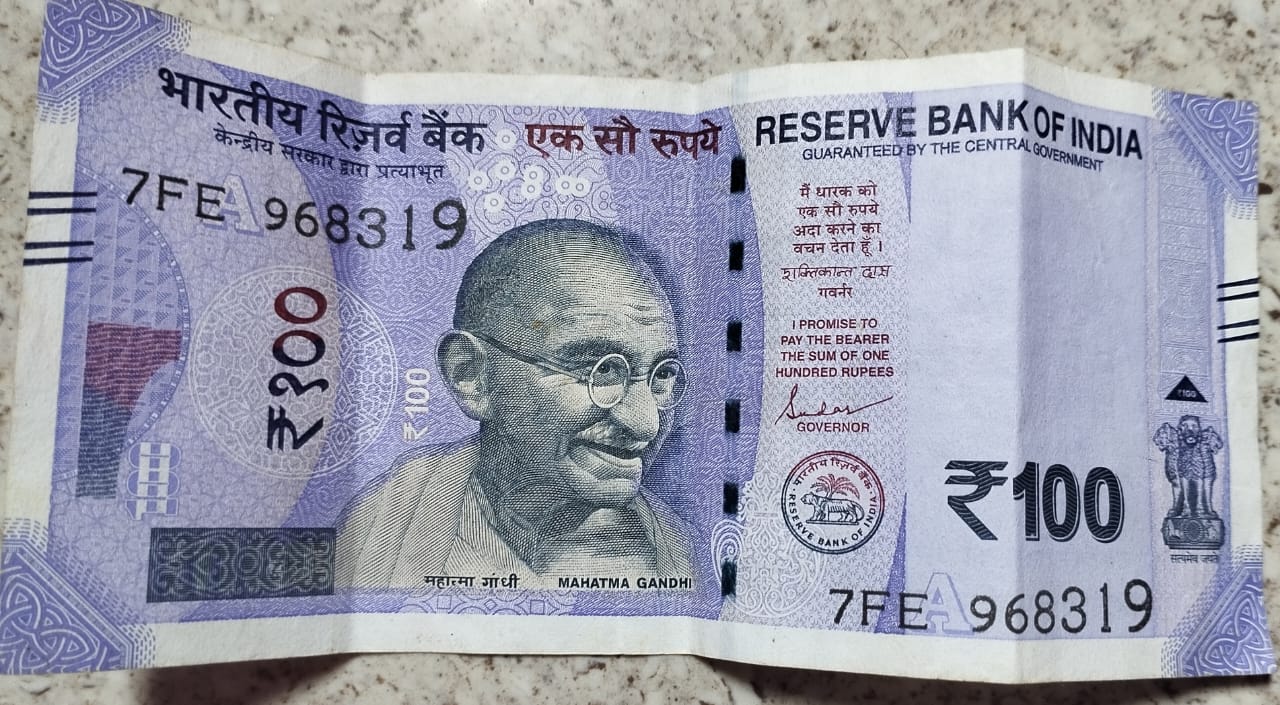 भारतीय रिज़र्व बैंक
केन्द्रीय सरकार द्वारा प्रत्याभूत
एक सौ रुपये
7FE A 968319
₹१००
₹100
१००
महात्मा गांधी MAHATMA GANDHI
RESERVE BANK OF INDIA
GUARANTEED BY THE CENTRAL GOVERNMENT
मैं धारक को
एक सौ रुपये
अदा करने का
वचन देता हूँ ।
शक्तिकान्त दास
गवर्नर
I PROMISE TO
PAY THE BEARER
THE SUM OF ONE
HUNDRED RUPEES
GOVERNOR
भारतीय रिज़र्व बैंक
RESERVE BANK OF INDIA
₹100
₹100
सत्यमेव जयते
7FE A 968319